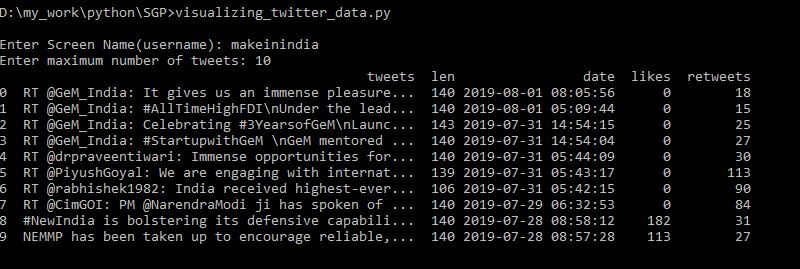 D:\my_work\python\SGP>visualizing_twitter_data.py
Enter Screen Name(username): makeinindia
Enter maximum number of tweets: 10
tweets len date likes retweets
0 RT @GeM_India: It gives us an immense pleasure... 140 2019-08-01 08:05:56 0 18
1 RT @GeM_India: #AllTimeHighFDI\nUnder the lead... 140 2019-08-01 05:09:44 0 15
2 RT @GeM_India: Celebrating #3YearsofGeM\nLaunc... 143 2019-07-31 14:54:15 0 25
3 RT @GeM_India: #StartupwithGeM \nGeM mentored ... 140 2019-07-31 14:54:04 0 27
4 RT @drpraveentiwari: Immense opportunities for... 140 2019-07-31 05:44:09 0 30
5 RT @PiyushGoyal: We are engaging with internat... 139 2019-07-31 05:43:17 0 113
6 RT @rabhishek1982: India received highest-ever... 106 2019-07-31 05:42:15 0 90
7 RT @CimGOI: PM @NarendraModi ji has spoken of ... 140 2019-07-29 06:32:53 0 84
8 #NewIndia is bolstering its defensive capabili... 140 2019-07-28 08:58:12 182 31
9 NEMMP has been taken up to encourage reliable,... 140 2019-07-28 08:57:28 113 27